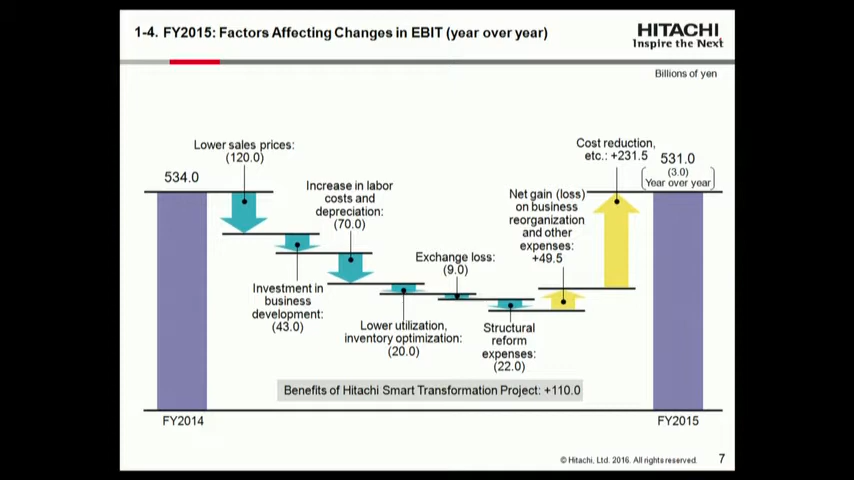 1-4. FY2015: Factors Affecting Changes in EBIT (year over year)
HITACHI
Inspire the Next
Billions of yen
534.0
Lower sales prices:
(120.0)
Investment in
business
development:
(43.0)
Increase in labor
costs and
depreciation:
(70.0)
Lower utilization,
inventory optimization:
(20.0)
Exchange loss:
(9.0)
Structural
reform
expenses:
(22.0)
Net gain (loss)
on business
reorganization
and other
expenses:
+49.5
Cost reduction,
etc.: +231.5
531.0
(3.0)
Year over year
Benefits of Hitachi Smart Transformation Project: +110.0
FY2014
FY2015
© Hitachi, Ltd. 2016. All rights reserved.
7